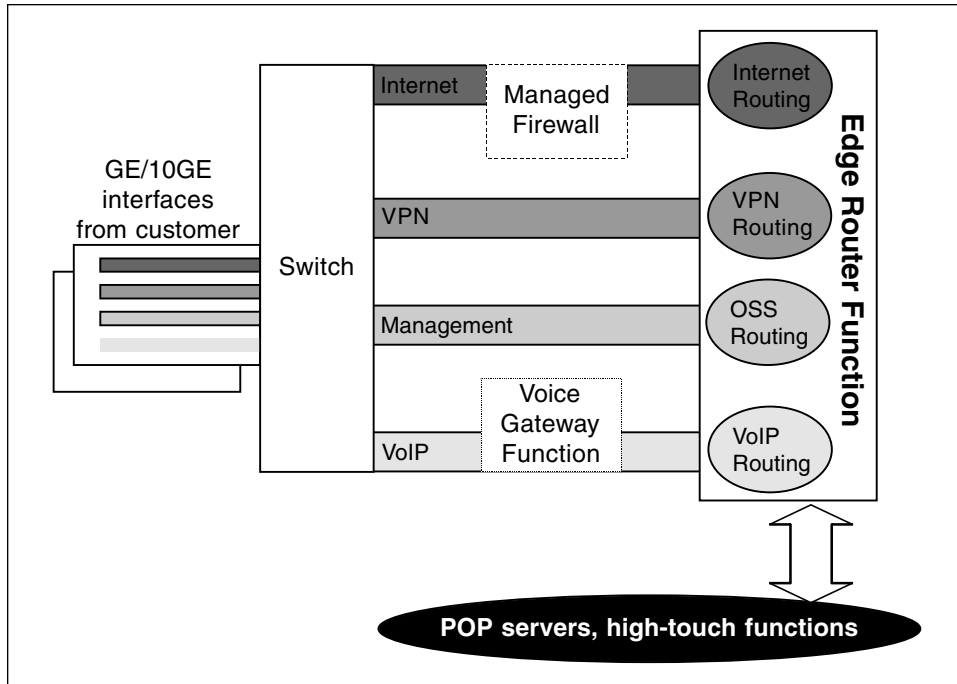 Internet
Managed
Firewall
Internet
Routing
GE/10GE
interfaces
from customer
Switch
VPN
VPN
Routing
Management
OSS
Routing
Voice
Gateway
Function
VoIP
VoIP
Routing
Edge Router Function
POP servers, high-touch functions